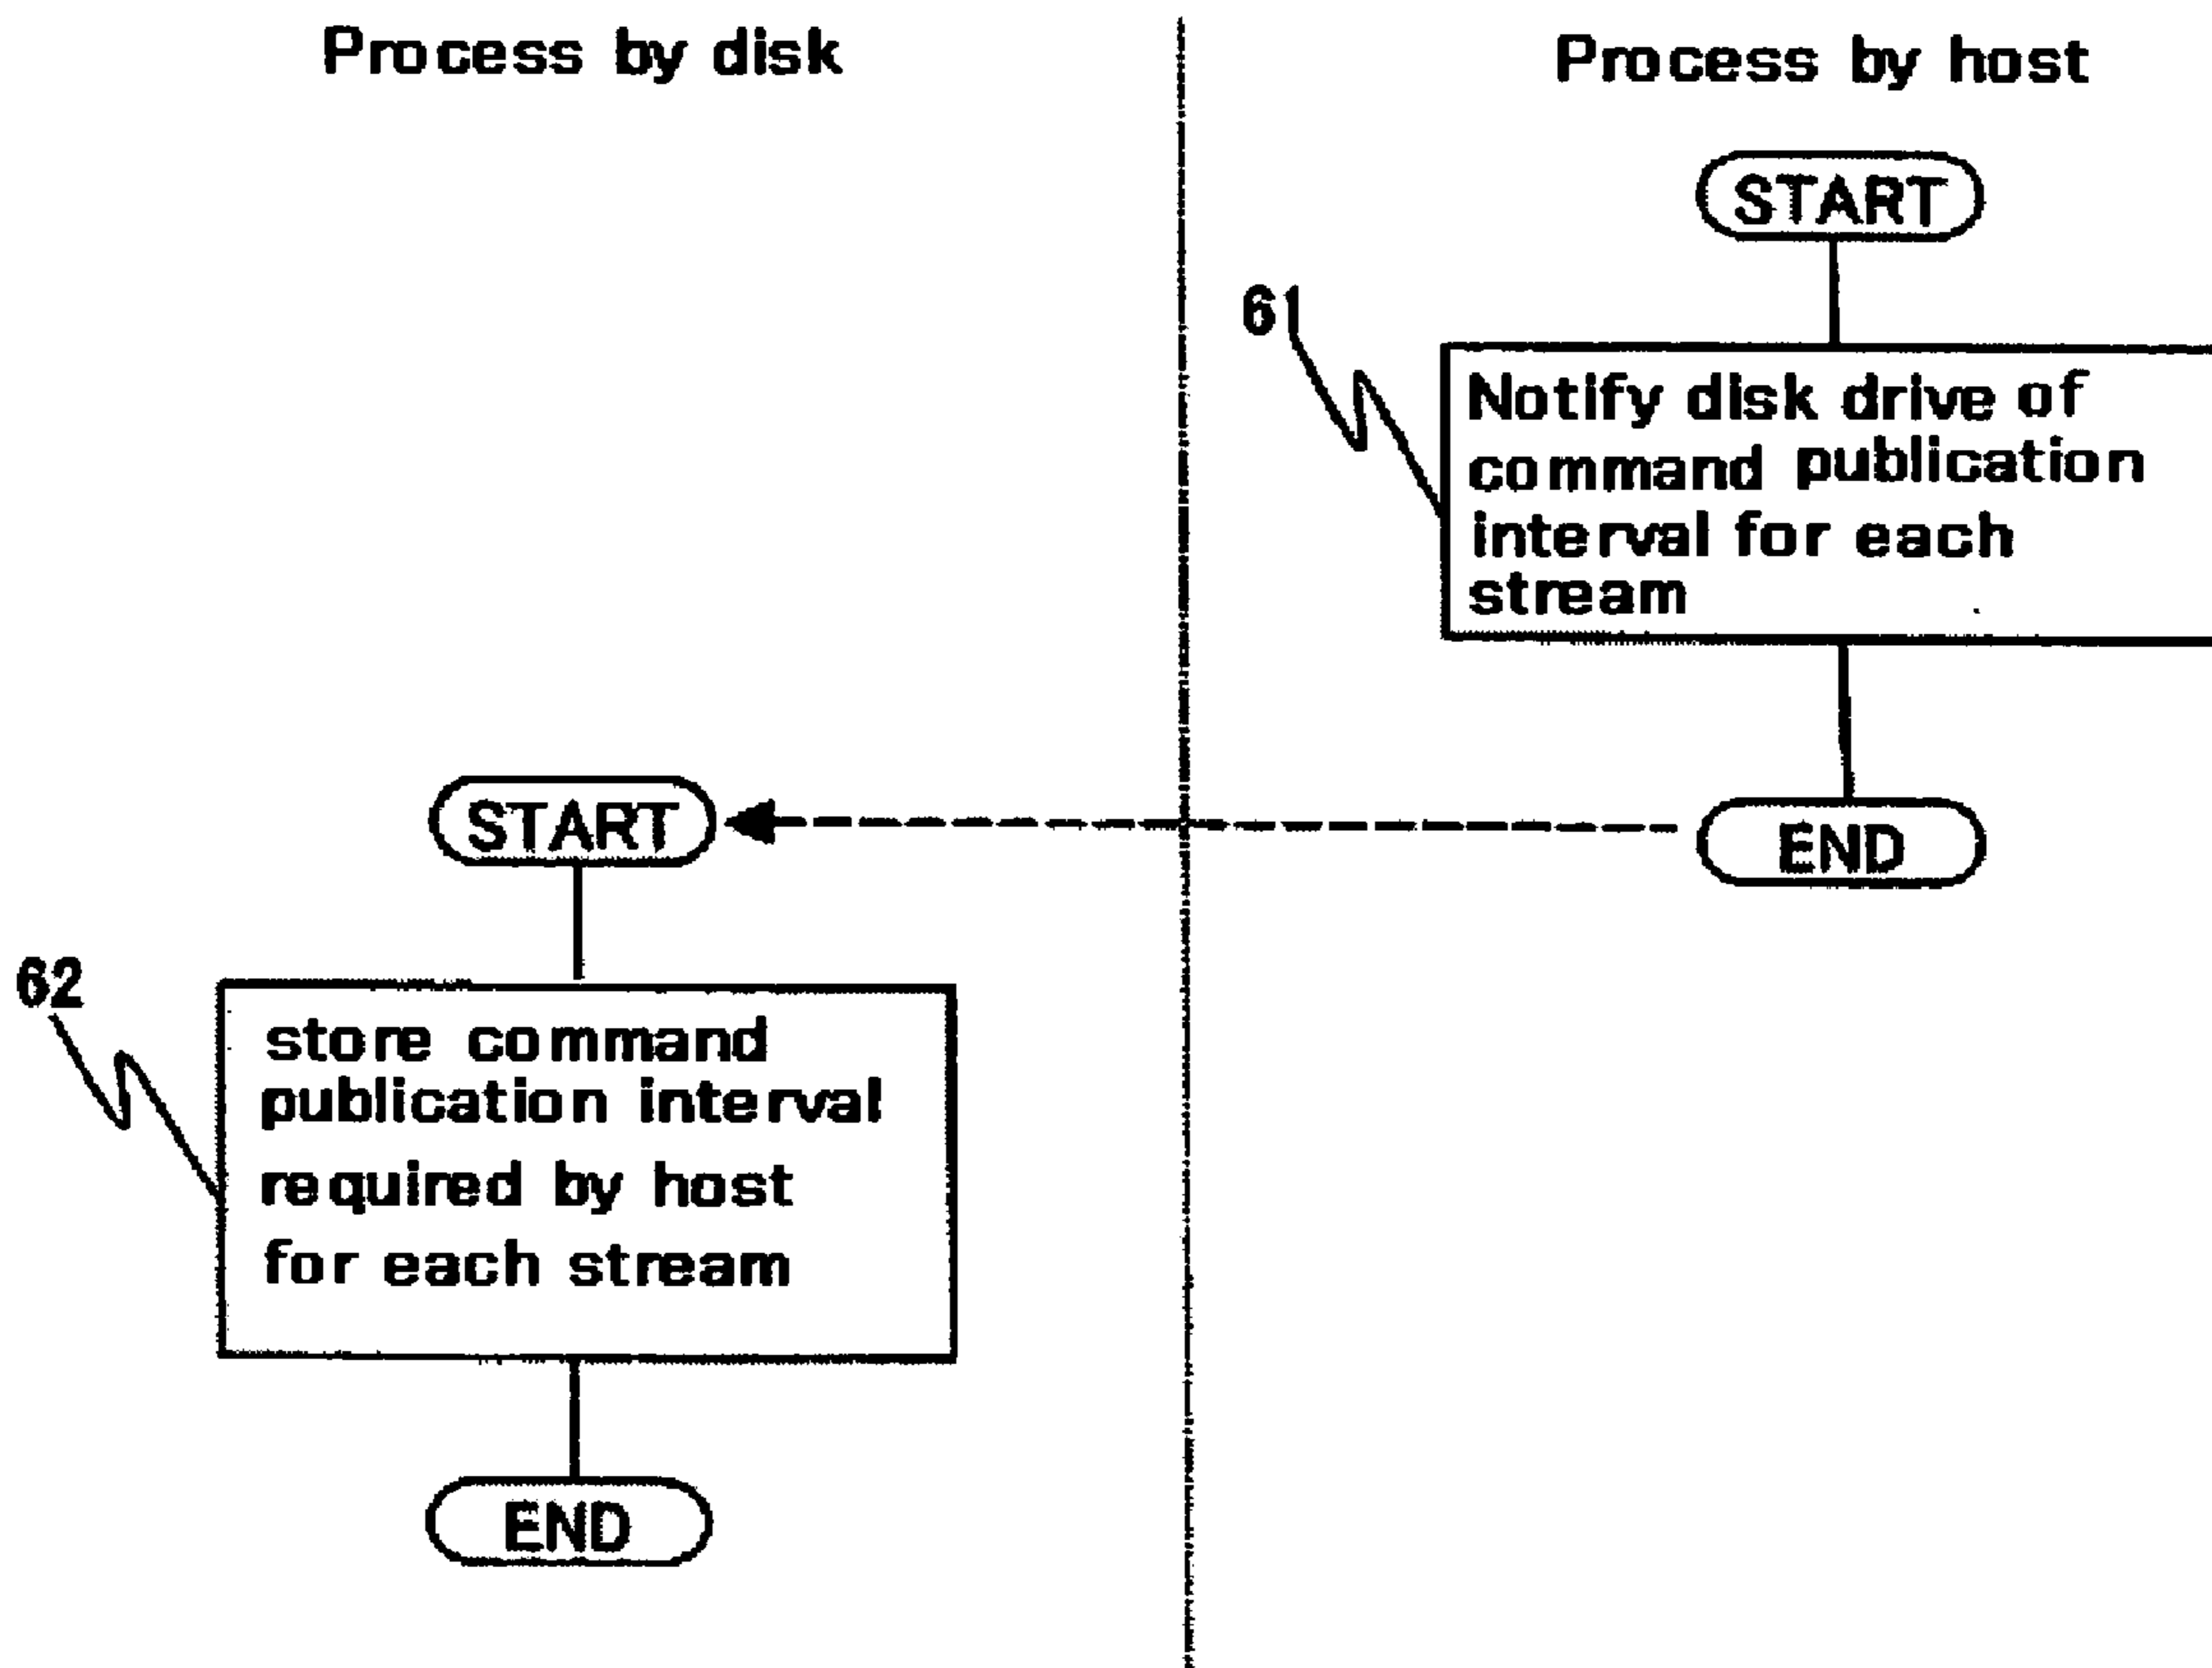 Process by disk
Process by host
START
61
Notify disk drive of
command publication
interval for each
stream
END
START
62
store command
publication interval
required by host
for each stream
END